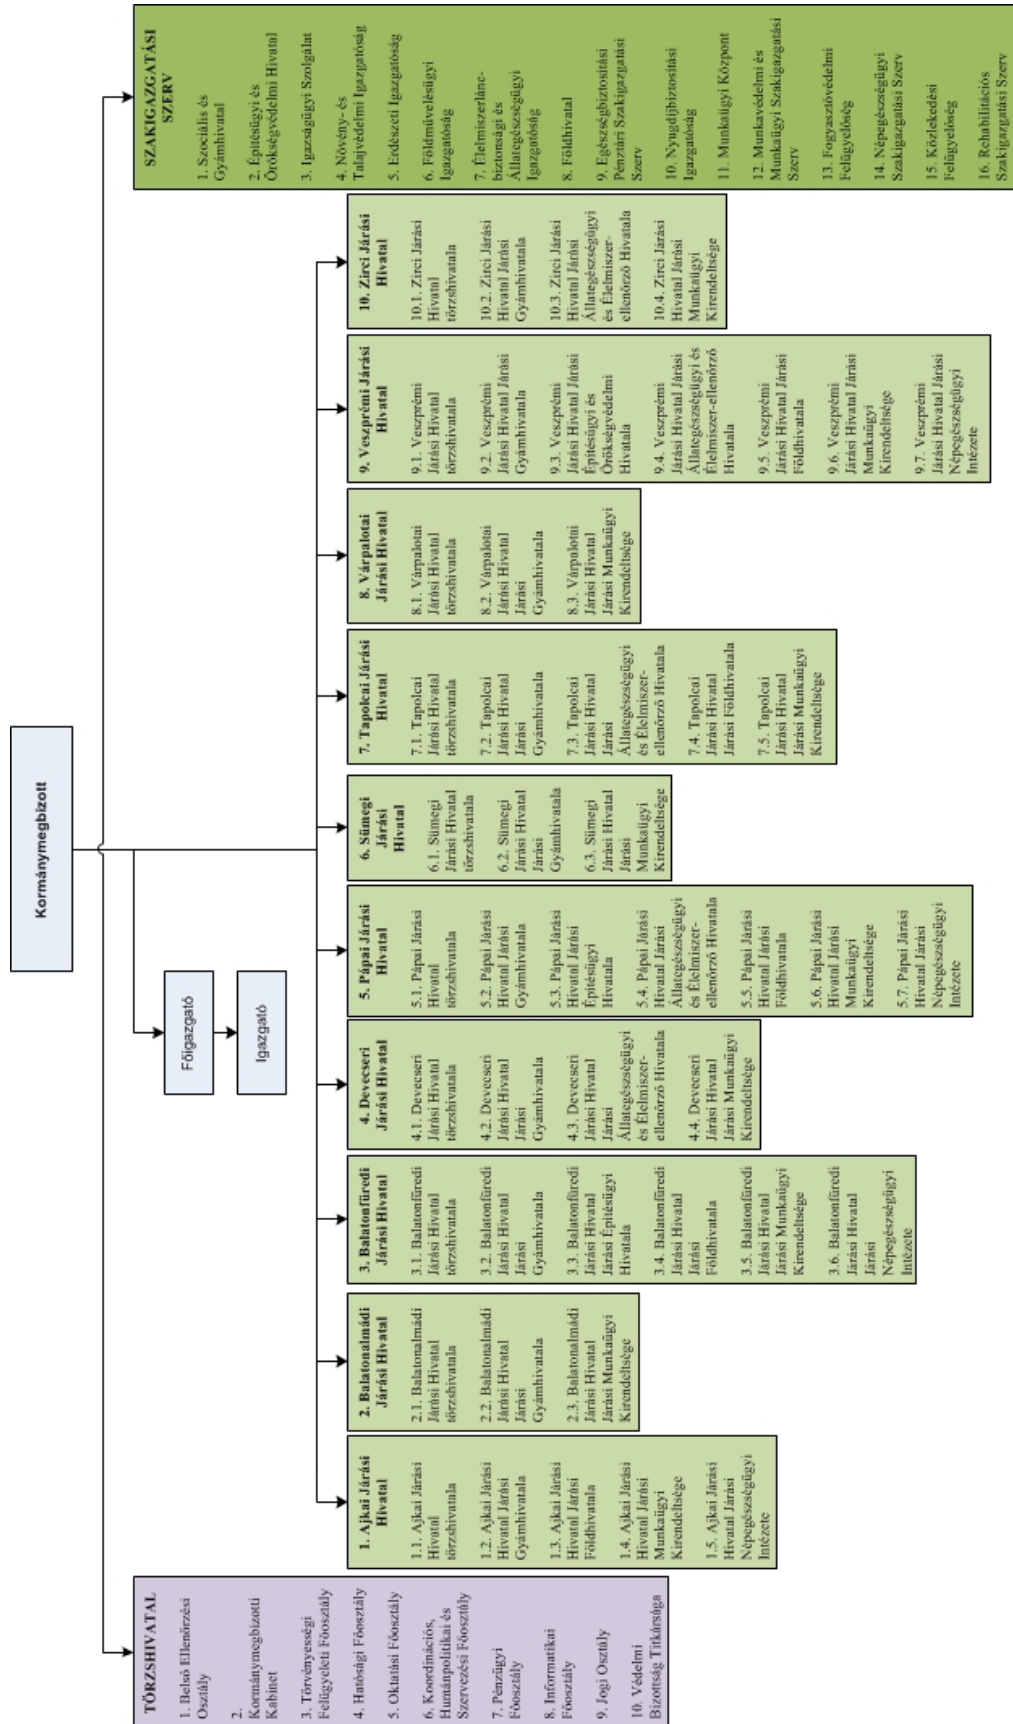 Kormánymegbízott
Főigazgató
Igazgató
TÖRZSHIVATAL
1. Belső Ellenőrzési
Osztály
2.
Kormánymegbízotti
Kabinet
3. Törvényességi
Felügyeleti Főosztály
4. Hatósági Főosztály
5. Oktatási Főosztály
6. Koordinációs,
Humánpolitikai és
Szervezési Főosztály
7. Pénzügyi
Főosztály
8. Informatikai
Főosztály
9. Jogi Osztály
10. Védelmi
Bizottság Titkársága
1. Ajkai Járási
Hivatal
1.1. Ajkai Járási
Hivatal
törzshivatala
1.2. Ajkai Járási
Hivatal Járási
Gyámhivatala
1.3. Ajkai Járási
Hivatal Járási
Földhivatala
1.4. Ajkai Járási
Hivatal Járási
Munkaügyi
Kirendeltsége
1.5. Ajkai Járási
Hivatal Járási
Népegészségügyi
Intézete
2. Balatonalmádi
Járási Hivatal
2.1. Balatonalmádi
Járási Hivatal
törzshivatala
2.2. Balatonalmádi
Járási Hivatal
Járási
Gyámhivatala
2.3. Balatonalmádi
Járási Hivatal
Járási Munkaügyi
Kirendeltsége
3. Balatonfüredi
Járási Hivatal
3.1. Balatonfüredi
Járási Hivatal
törzshivatala
3.2. Balatonfüredi
Járási Hivatal
Járási
Gyámhivatala
3.3. Balatonfüredi
Járási Hivatal
Járási Építésügyi
Hivatala
3.4. Balatonfüredi
Járási Hivatal
Járási
Földhivatala
3.5. Balatonfüredi
Járási Hivatal
Járási Munkaügyi
Kirendeltsége
3.6. Balatonfüredi
Járási Hivatal
Járási
Népegészségügyi
Intézete
4. Devecseri
Járási Hivatal
4.1. Devecseri
Járási Hivatal
törzshivatala
4.2. Devecseri
Járási Hivatal
Járási
Gyámhivatala
4.3. Devecseri
Járási Hivatal
Járási
Állategészségügyi
és Élelmiszer-
ellenőrző Hivatala
4.4. Devecseri
Járási Hivatal
Járási Munkaügyi
Kirendeltsége
5. Pápai Járási
Hivatal
5.1. Pápai Járási
Hivatal
törzshivatala
5.2. Pápai Járási
Hivatal Járási
Gyámhivatala
5.3. Pápai Járási
Hivatal Járási
Építésügyi
Hivatala
5.4. Pápai Járási
Hivatal Járási
Állategészségügyi
és Élelmiszer-
ellenőrző Hivatala
5.5. Pápai Járási
Hivatal Járási
Földhivatala
5.6. Pápai Járási
Hivatal Járási
Munkaügyi
Kirendeltsége
5.7. Pápai Járási
Hivatal Járási
Népegészségügyi
Intézete
6. Sümegi
Járási
Hivatal
6.1. Sümegi
Járási Hivatal
törzshivatala
6.2. Sümegi
Járási Hivatal
Járási
Gyámhivatala
6.3. Sümegi
Járási Hivatal
Járási
Munkaügyi
Kirendeltsége
7. Tapolcai Járási
Hivatal
7.1. Tapolcai
Járási Hivatal
törzshivatala
7.2. Tapolcai
Járási Hivatal
Járási
Gyámhivatala
7.3. Tapolcai
Járási Hivatal
Járási
Állategészségügyi
és Élelmiszer-
ellenőrző Hivatala
7.4. Tapolcai
Járási Hivatal
Járási Földhivatala
7.5. Tapolcai
Járási Hivatal
Járási Munkaügyi
Kirendeltsége
8. Várpalotai
Járási Hivatal
8.1. Várpalotai
Járási Hivatal
törzshivatala
8.2. Várpalotai
Járási Hivatal
Járási
Gyámhivatala
8.3. Várpalotai
Járási Hivatal
Járási Munkaügyi
Kirendeltsége
9. Veszprémi Járási
Hivatal
9.1. Veszprémi
Járási Hivatal
törzshivatala
9.2. Veszprémi
Járási Hivatal Járási
Gyámhivatala
9.3. Veszprémi
Járási Hivatal Járási
Építésügyi és
Örökségvédelmi
Hivatala
9.4. Veszprémi
Járási Hivatal Járási
Állategészségügyi és
Élelmiszer-ellenőrző
Hivatala
9.5. Veszprémi
Járási Hivatal Járási
Földhivatala
9.6. Veszprémi
Járási Hivatal Járási
Munkaügyi
Kirendeltsége
9.7. Veszprémi
Járási Hivatal Járási
Népegészségügyi
Intézete
10. Zirci Járási
Hivatal
10.1. Zirci Járási
Hivatal
törzshivatala
10.2. Zirci Járási
Hivatal Járási
Gyámhivatala
10.3. Zirci Járási
Hivatal Járási
Állategészségügyi
és Élelmiszer-
ellenőrző Hivatala
10.4. Zirci Járási
Hivatal Járási
Munkaügyi
Kirendeltsége
SZAKIGAZGATÁSI
SZERV
1. Szociális és
Gyámhivatal
2. Építésügyi és
Örökségvédelmi Hivatal
3. Igazságügyi Szolgálat
4. Növény- és
Talajvédelmi Igazgatóság
5. Erdészeti Igazgatóság
6. Földművelésügyi
Igazgatóság
7. Élelmiszerlánc-
biztonsági és
Állategészségügyi
Igazgatóság
8. Földhivatal
9. Egészségbiztosítási
Pénztári Szakigazgatási
Szerv
10. Nyugdíjbiztosítási
Igazgatóság
11. Munkaügyi Központ
12. Munkavédelmi és
Munkaügyi Szakigazgatási
Szerv
13. Fogyasztóvédelmi
Felügyelőség
14. Népegészségügyi
Szakigazgatási Szerv
15. Közlekedési
Felügyelőség
16. Rehabilitációs
Szakigazgatási Szerv